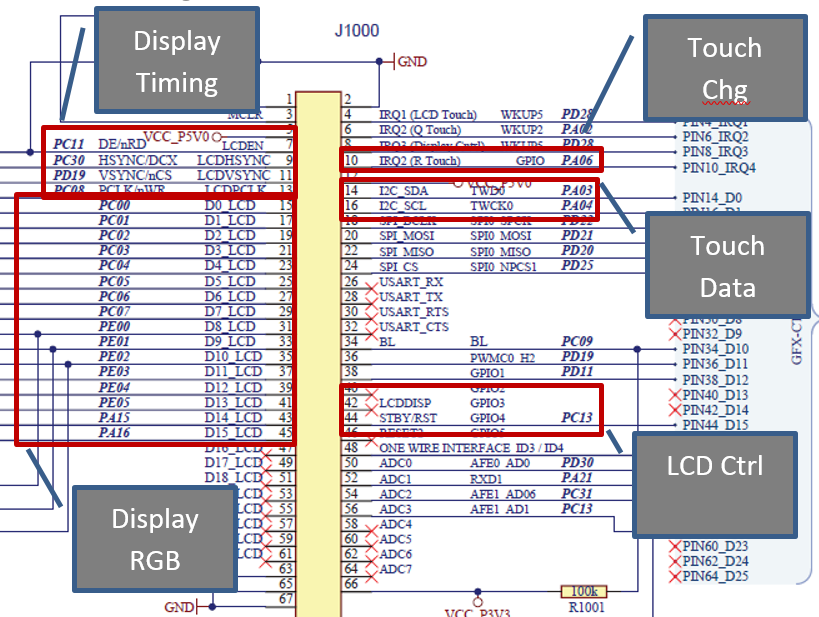 Display
Timing
J1000
Touch
Chg
GND
1
2
MCLR
3
4
IRQ1 (LCD Touch)
WKUP5
PD28
PIN4_IRQ1
VCC_P5V0
6
IRQ2 (Q Touch)
WKUP2
PA02
PIN6_IRQ2
PC11
DE/nRD
LCDEN
7
8
IRQ3 (Display Cntrl)
WKUP5
PD28
PIN8_IRQ3
PC30
HSYNC/DCX
LCDHSYNC
9
10
IRQ2 (R Touch)
GPIO
PA06
PIN10_IRQ4
PD19
VSYNC/nCS
LCDVSYNC
11
VCC_P5V0
PC08
PCLK/nWR
LCDPCLK
13
14
I2C_SDA
TWD0
PA03
PIN14_D0
PC00
D0_LCD
15
16
I2C_SCL
TWCK0
PA04
PC01
D1_LCD
17
18
SPI_DCLK
SPI0_SPCK
PD22
PC02
D2_LCD
19
20
SPI_MOSI
SPI0_MOSI
PD21
PC03
D3_LCD
21
22
SPI_MISO
SPI0_MISO
PD20
PC04
D4_LCD
23
24
SPI_CS
SPI0_NPCS1
PD25
Touch
Data
PC05
D5_LCD
25
26
USART_RX
PC06
D6_LCD
27
28
USART_TX
PC07
D7_LCD
29
30
USART_RTS
PE00
D8_LCD
31
32
USART_CTS
PIN32_D9
PE01
D9_LCD
33
34
BL
BL
PC09
PIN34_D10
PE02
D10_LCD
35
36
PWMC0_H2
PD19
PIN36_D11
PE03
D11_LCD
37
38
GPIO1
PD11
PIN38_D12
PE04
D12_LCD
39
40
GPIO2
PIN40_D13
PE05
D13_LCD
41
42
LCDDISP
GPIO3
PIN42_D14
PA15
D14_LCD
43
44
STBY/RST
GPIO4
PC13
PIN44_D15
PA16
D15_LCD
45
46
D16_LCD
47
48
ONE WIRE INTERFACE_ID3 / ID4
LCD Ctrl
D17_LCD
49
50
ADC0
AFE0_AD0
PD30
D18_LCD
51
52
ADC1
RXD1
PA21
LCD
53
54
ADC2
AFE1_AD06
PC31
LCD
55
56
ADC3
AFE1_AD1
PC13
Display
RGB
LCD
57
58
ADC4
LCD
59
60
ADC5
PIN60_D23
LCD
61
62
ADC6
PIN62_D24
63
64
ADC7
PIN64_D25
65
66
100k
GND
67
VCC_P3V3
R1001